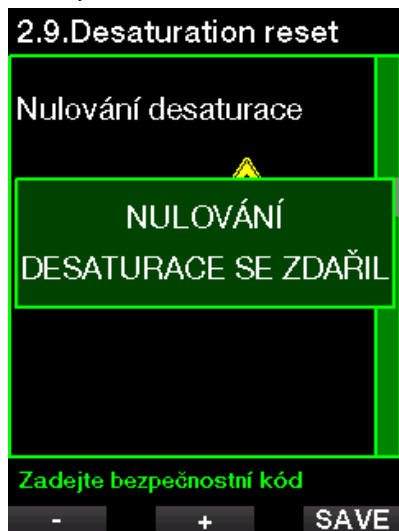 2.9.Desaturation reset
Nulování desaturace
NULOVÁNÍ
DESATURACE SE ZDAŘIL
Zadejte bezpečnostní kód
- + SAVE